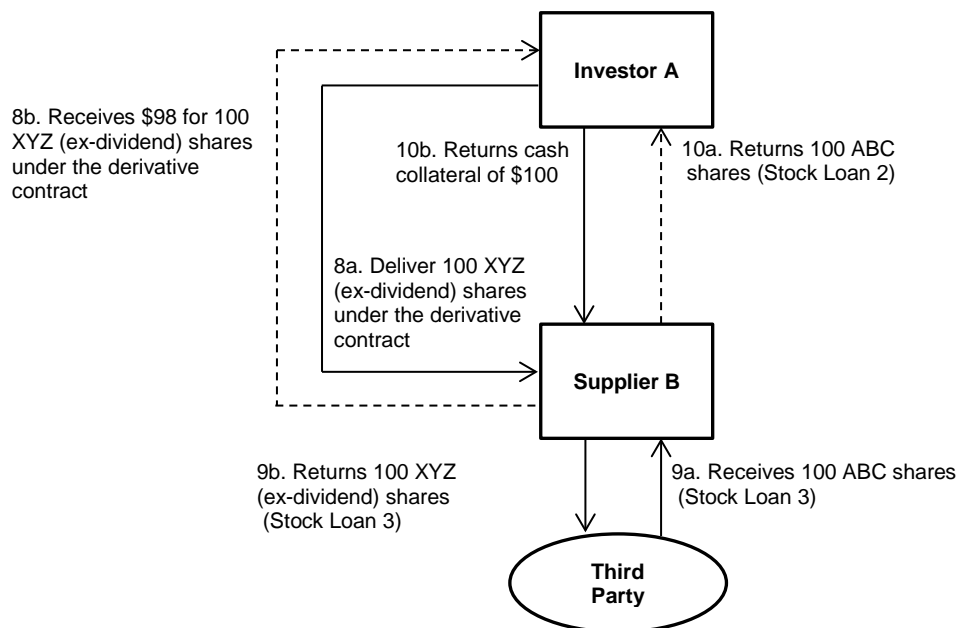 Investor A
8b. Receives $98 for 100
XYZ (ex-dividend) shares
under the derivative
contract
10b. Returns cash
collateral of $100
10a. Returns 100 ABC
shares (Stock Loan 2)
8a. Deliver 100 XYZ
(ex-dividend) shares
under the derivative
contract
Supplier B
9b. Returns 100 XYZ
(ex-dividend) shares
(Stock Loan 3)
9a. Receives 100 ABC shares
(Stock Loan 3)
Third
Party